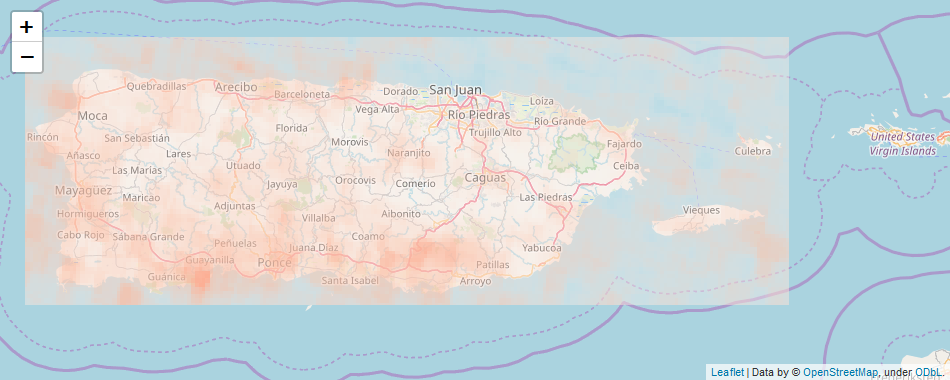 +
−
Quebradillas
Arecibo
Barceloneta
Dorado
San Juan
Loíza
Moca
Vega Alta
Río Piedras
Río Grande
Rincón
San Sebastián
Florida
Morovis
Trujillo Alto
Fajardo
United States
Virgin Islands
Añasco
Lares
Naranjito
Culebra
Las Marías
Utuado
Ceiba
Mayagüez
Maricao
Jayuya
Orocovis
Comerio
Caguas
Las Piedras
Hormigueros
Adjuntas
Villalba
Aibonito
Vieques
Cabo Rojo
Sábana Grande
Peñuelas
Juana Díaz
Coamo
Yabucoa
Guayanilla
Ponce
Patillas
Guánica
Santa Isabel
Arroyo
Leaflet | Data by © OpenStreetMap, under ODbL.